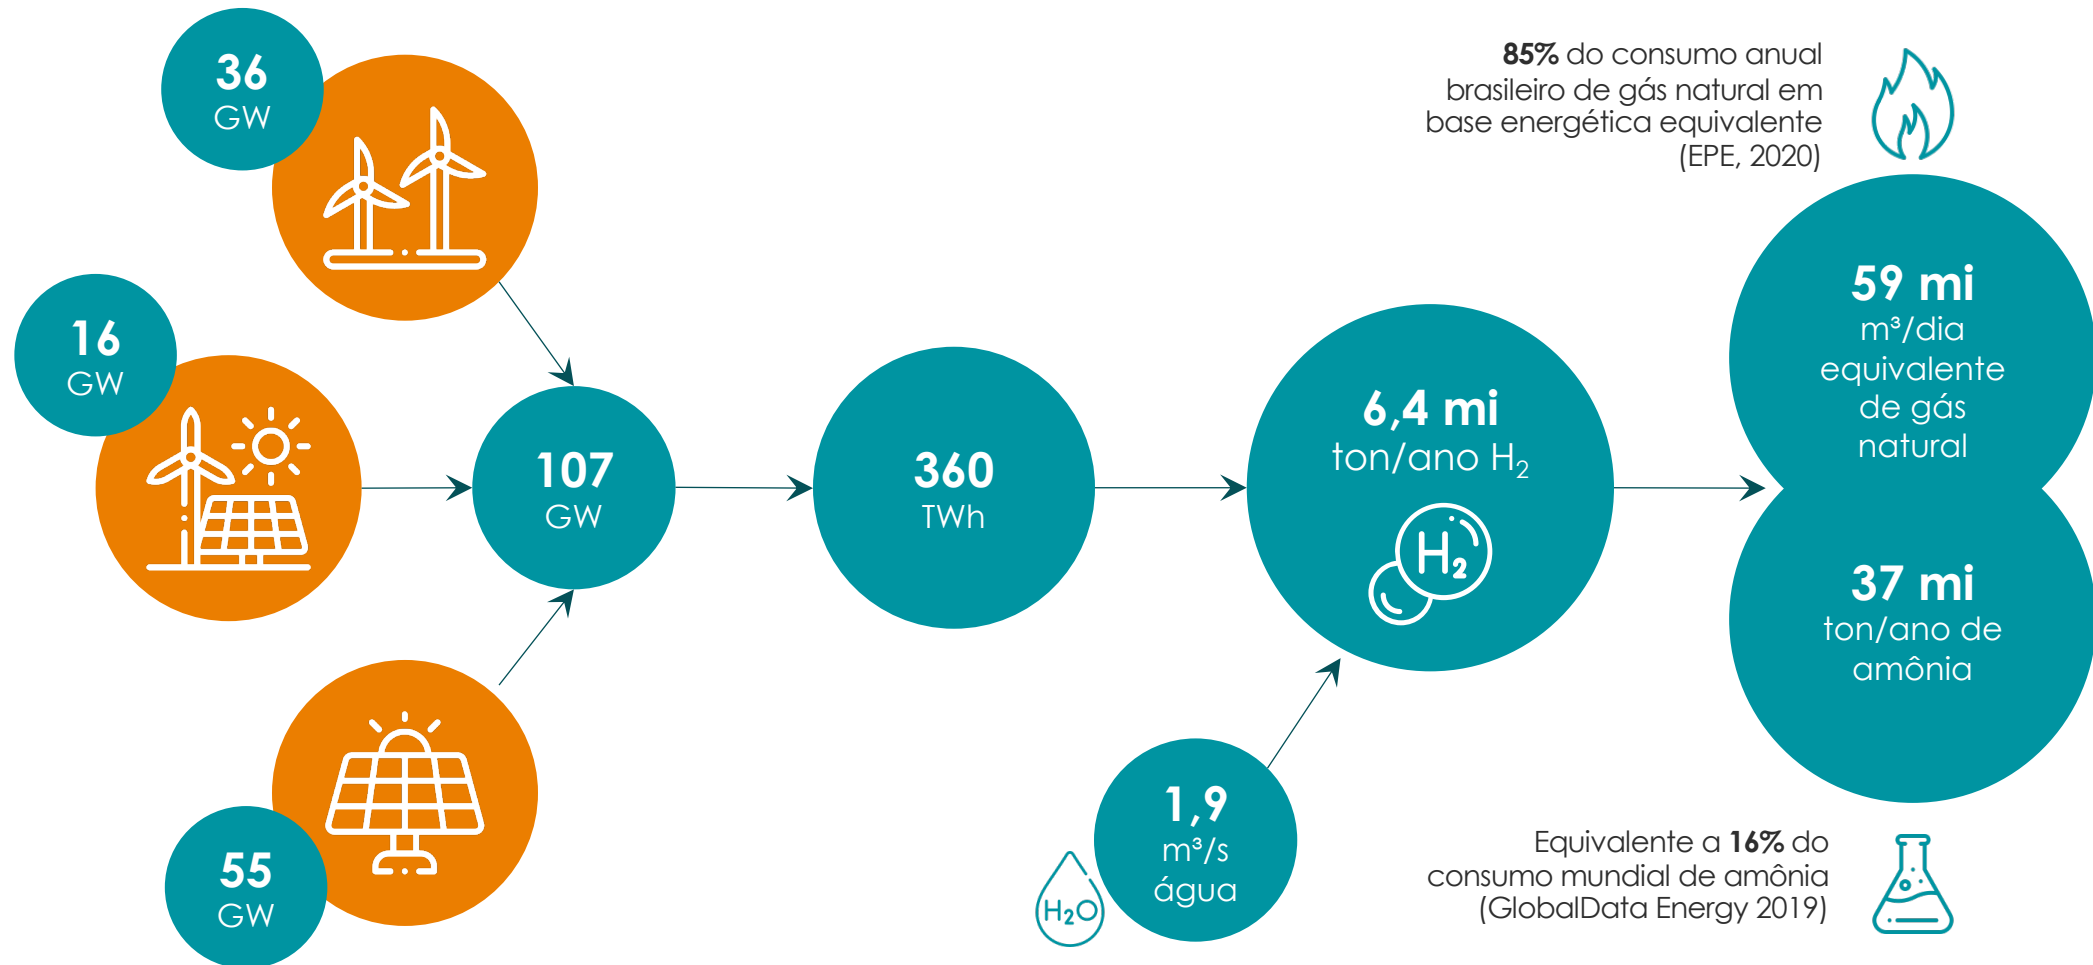 36
GW
16
GW
55
GW
107
GW
360
TWh
6,4 mi
ton/ano H₂
H₂
1,9
m³/s
água
H₂O
85% do consumo anual
brasileiro de gás natural em
base energética equivalente
(EPE, 2020)
59 mi
m³/dia
equivalente
de gás
natural
37 mi
ton/ano de
amônia
Equivalente a 16% do
consumo mundial de amônia
(GlobalData Energy 2019)